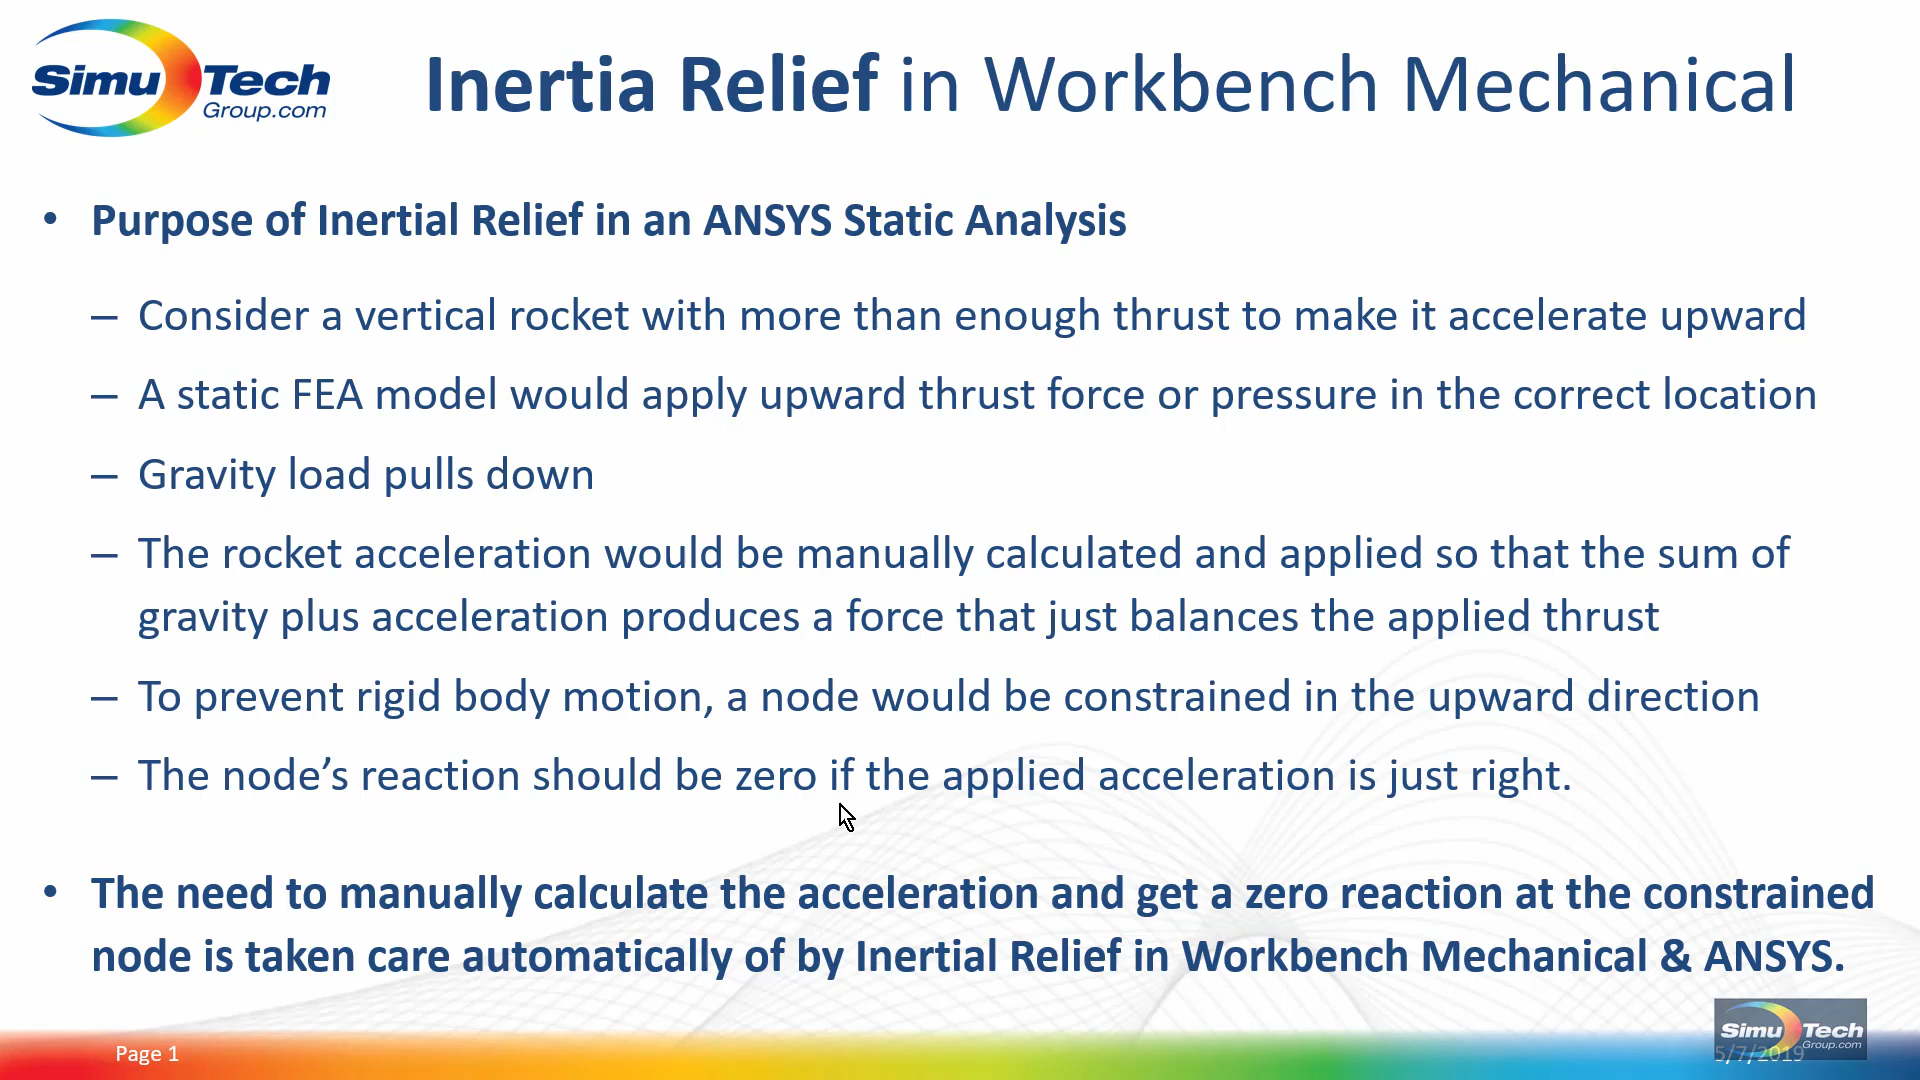 Simu Tech
Group.com
Inertia Relief in Workbench Mechanical
• Purpose of Inertial Relief in an ANSYS Static Analysis
– Consider a vertical rocket with more than enough thrust to make it accelerate upward
– A static FEA model would apply upward thrust force or pressure in the correct location
– Gravity load pulls down
– The rocket acceleration would be manually calculated and applied so that the sum of
gravity plus acceleration produces a force that just balances the applied thrust
– To prevent rigid body motion, a node would be constrained in the upward direction
– The node’s reaction should be zero if the applied acceleration is just right.
• The need to manually calculate the acceleration and get a zero reaction at the constrained
node is taken care automatically of by Inertial Relief in Workbench Mechanical & ANSYS.
Simu Tech
Group.com
Page 1
5/7/2019